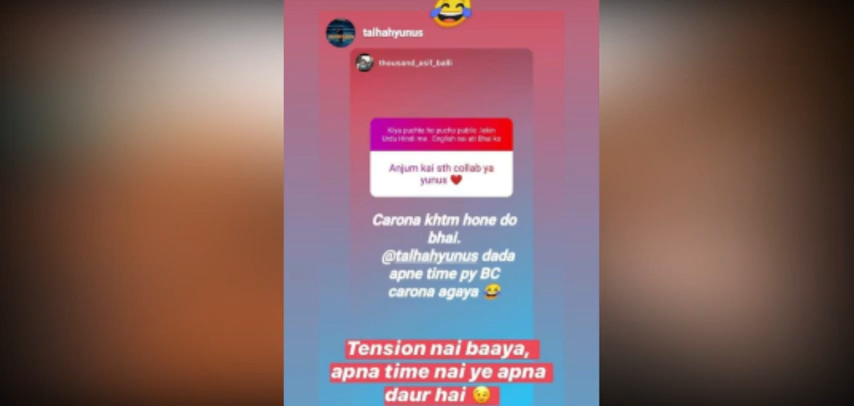 talhahyunus
thousand_asif_balli
Kiya puchte ho pucho public Jaten
Urdu Hindi me. English nai ati Bhai ko
Anjum kai sth collab ya
yunus ❤️
Carona khtm hone do
bhai.
@talhahyunus dada
apne time py BC
carona agaya 😂
Tension nai baaya,
apna time nai ye apna
daur hai 😉